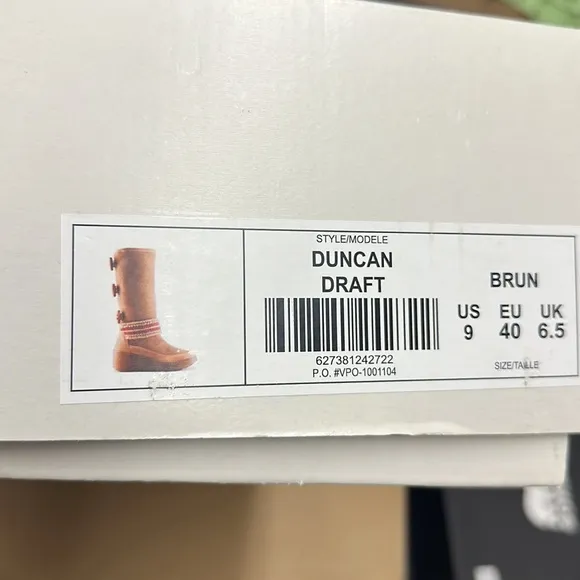 STYLE/MODELE
DUNCAN
DRAFT
627381242722
P.O. #VPO-1001104
BRUN
US EU UK
9 40 6.5
SIZE/TAILLE